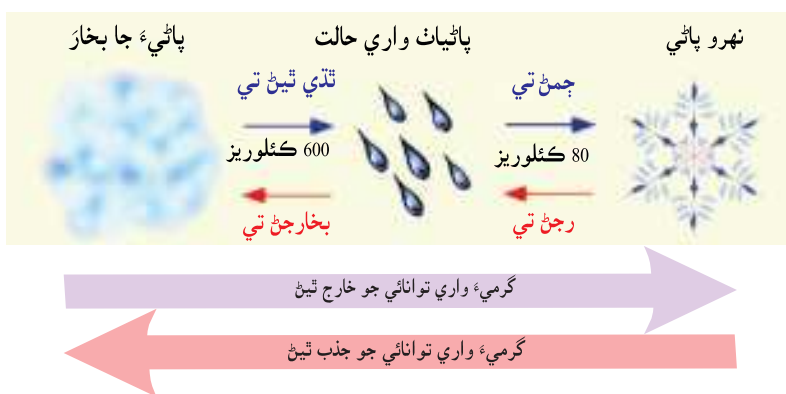 نهرو پاڻي
پاڻياٺ واري حالت
پاڻيءَ جا بخارَ
ڄمڻ تي
ٿڌي ٿيڻ تي
80 ڪئلوريز
600 ڪئلوريز
رجڻ تي
بخارجڻ تي
گرميءَ واري توانائي جو خارج ٿيڻ
گرميءَ واري توانائي جو جذب ٿيڻ